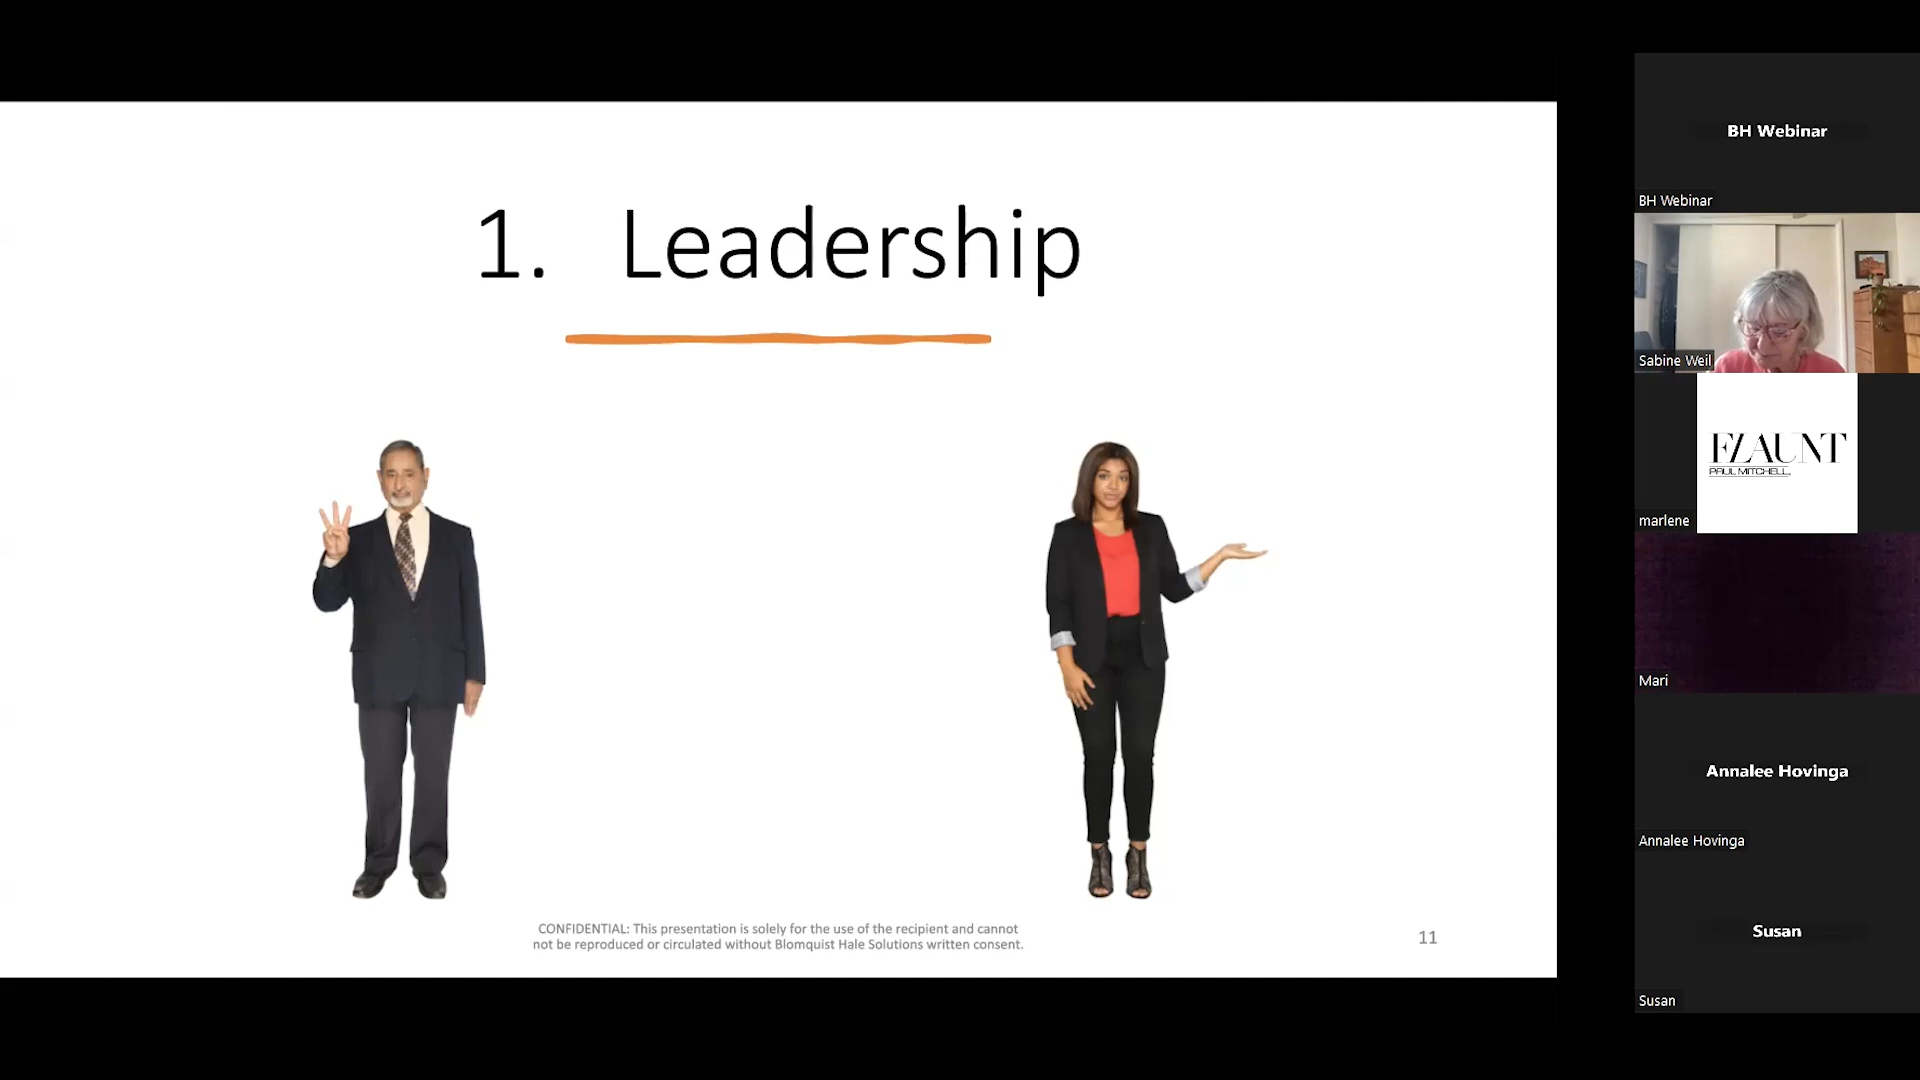 1. Leadership
CONFIDENTIAL: This presentation is solely for the use of the recipient and cannot
not be reproduced or circulated without Blomquist Hale Solutions written consent.
11
BH Webinar
BH Webinar
Sabine Weil
FLAUNT
PAUL MITCHELL
marlene
Mari
Annalee Hovinga
Annalee Hovinga
Susan
Susan